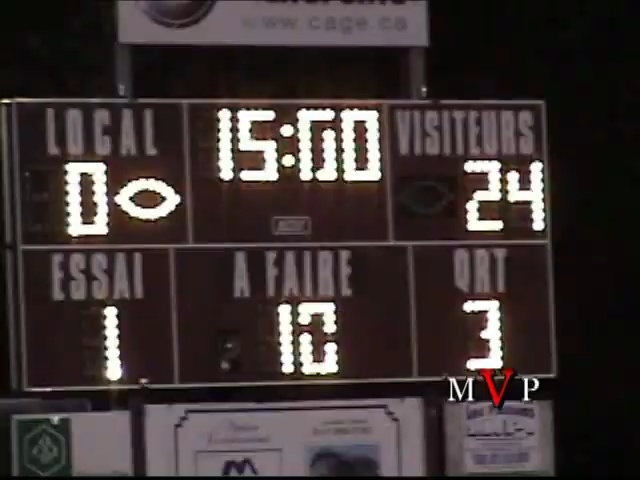 www.cage.ca
LOCAL 15:00 VISITEURS
0 24
ESSAI A FAIRE QRT
1 10 3
MVP